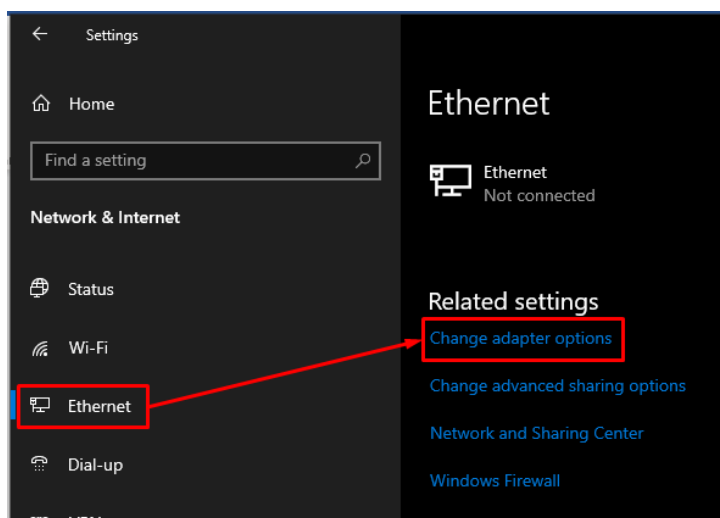 Settings
Home
Find a setting
Network & Internet
Status
Wi-Fi
Ethernet
Dial-up
Ethernet
Ethernet
Not connected
Related settings
Change adapter options
Change advanced sharing options
Network and Sharing Center
Windows Firewall